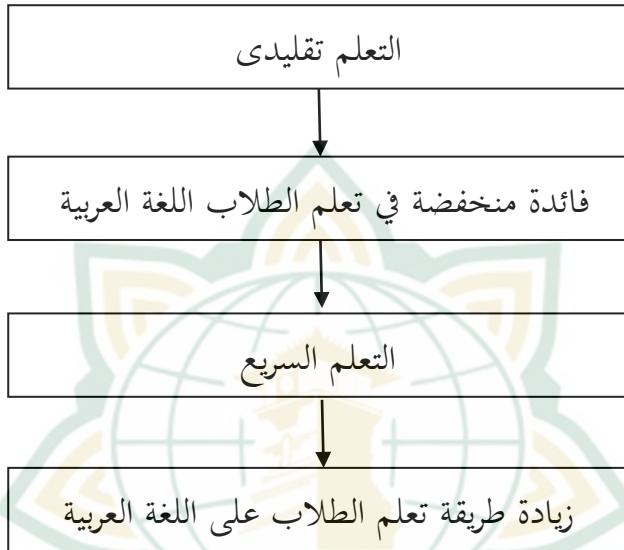 التعلم تقليدى
فائدة منخفضة في تعلم الطلاب اللغة العربية
التعلم السريع
زيادة طريقة تعلم الطلاب على اللغة العربية